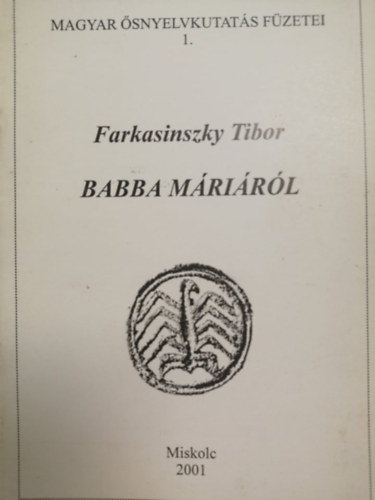 MAGYAR ŐSNYELVKUTATÁS FÜZETEI
1.
Farkasinszky Tibor
BABBA MÁRIÁRÓL
Miskolc
2001